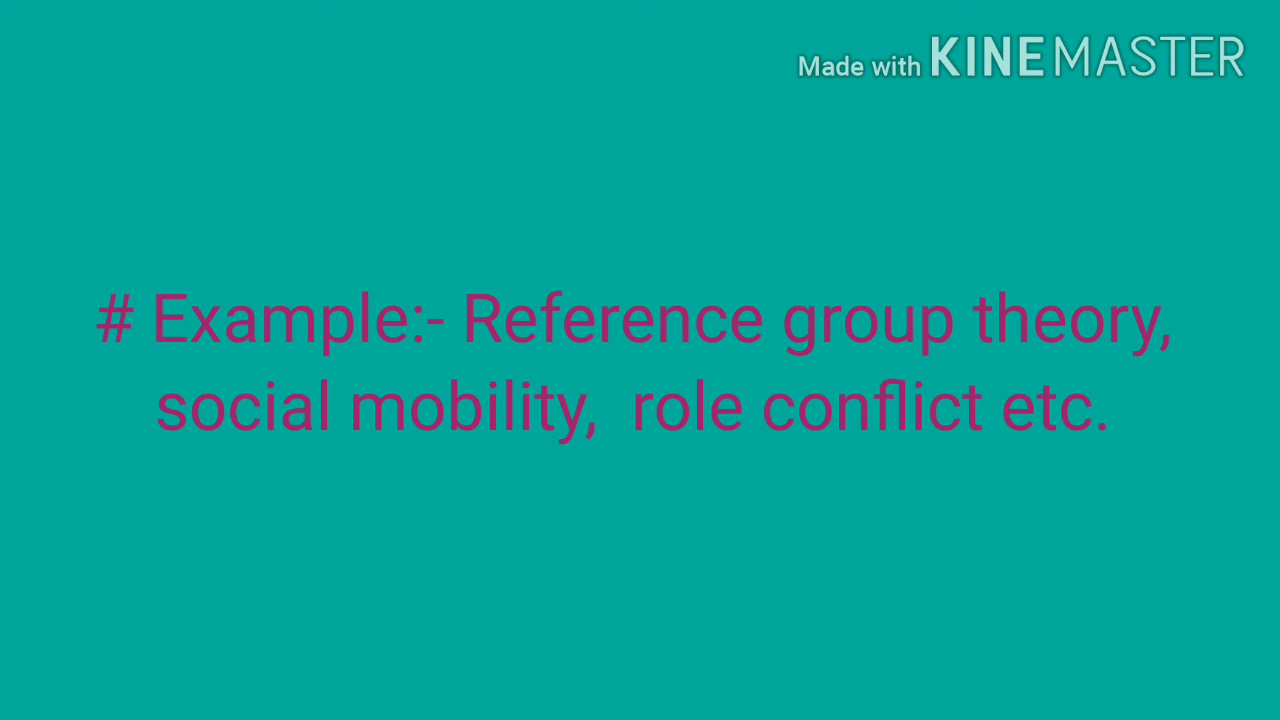 Made with KINEMASTER
# Example:- Reference group theory,
social mobility,  role conflict etc.